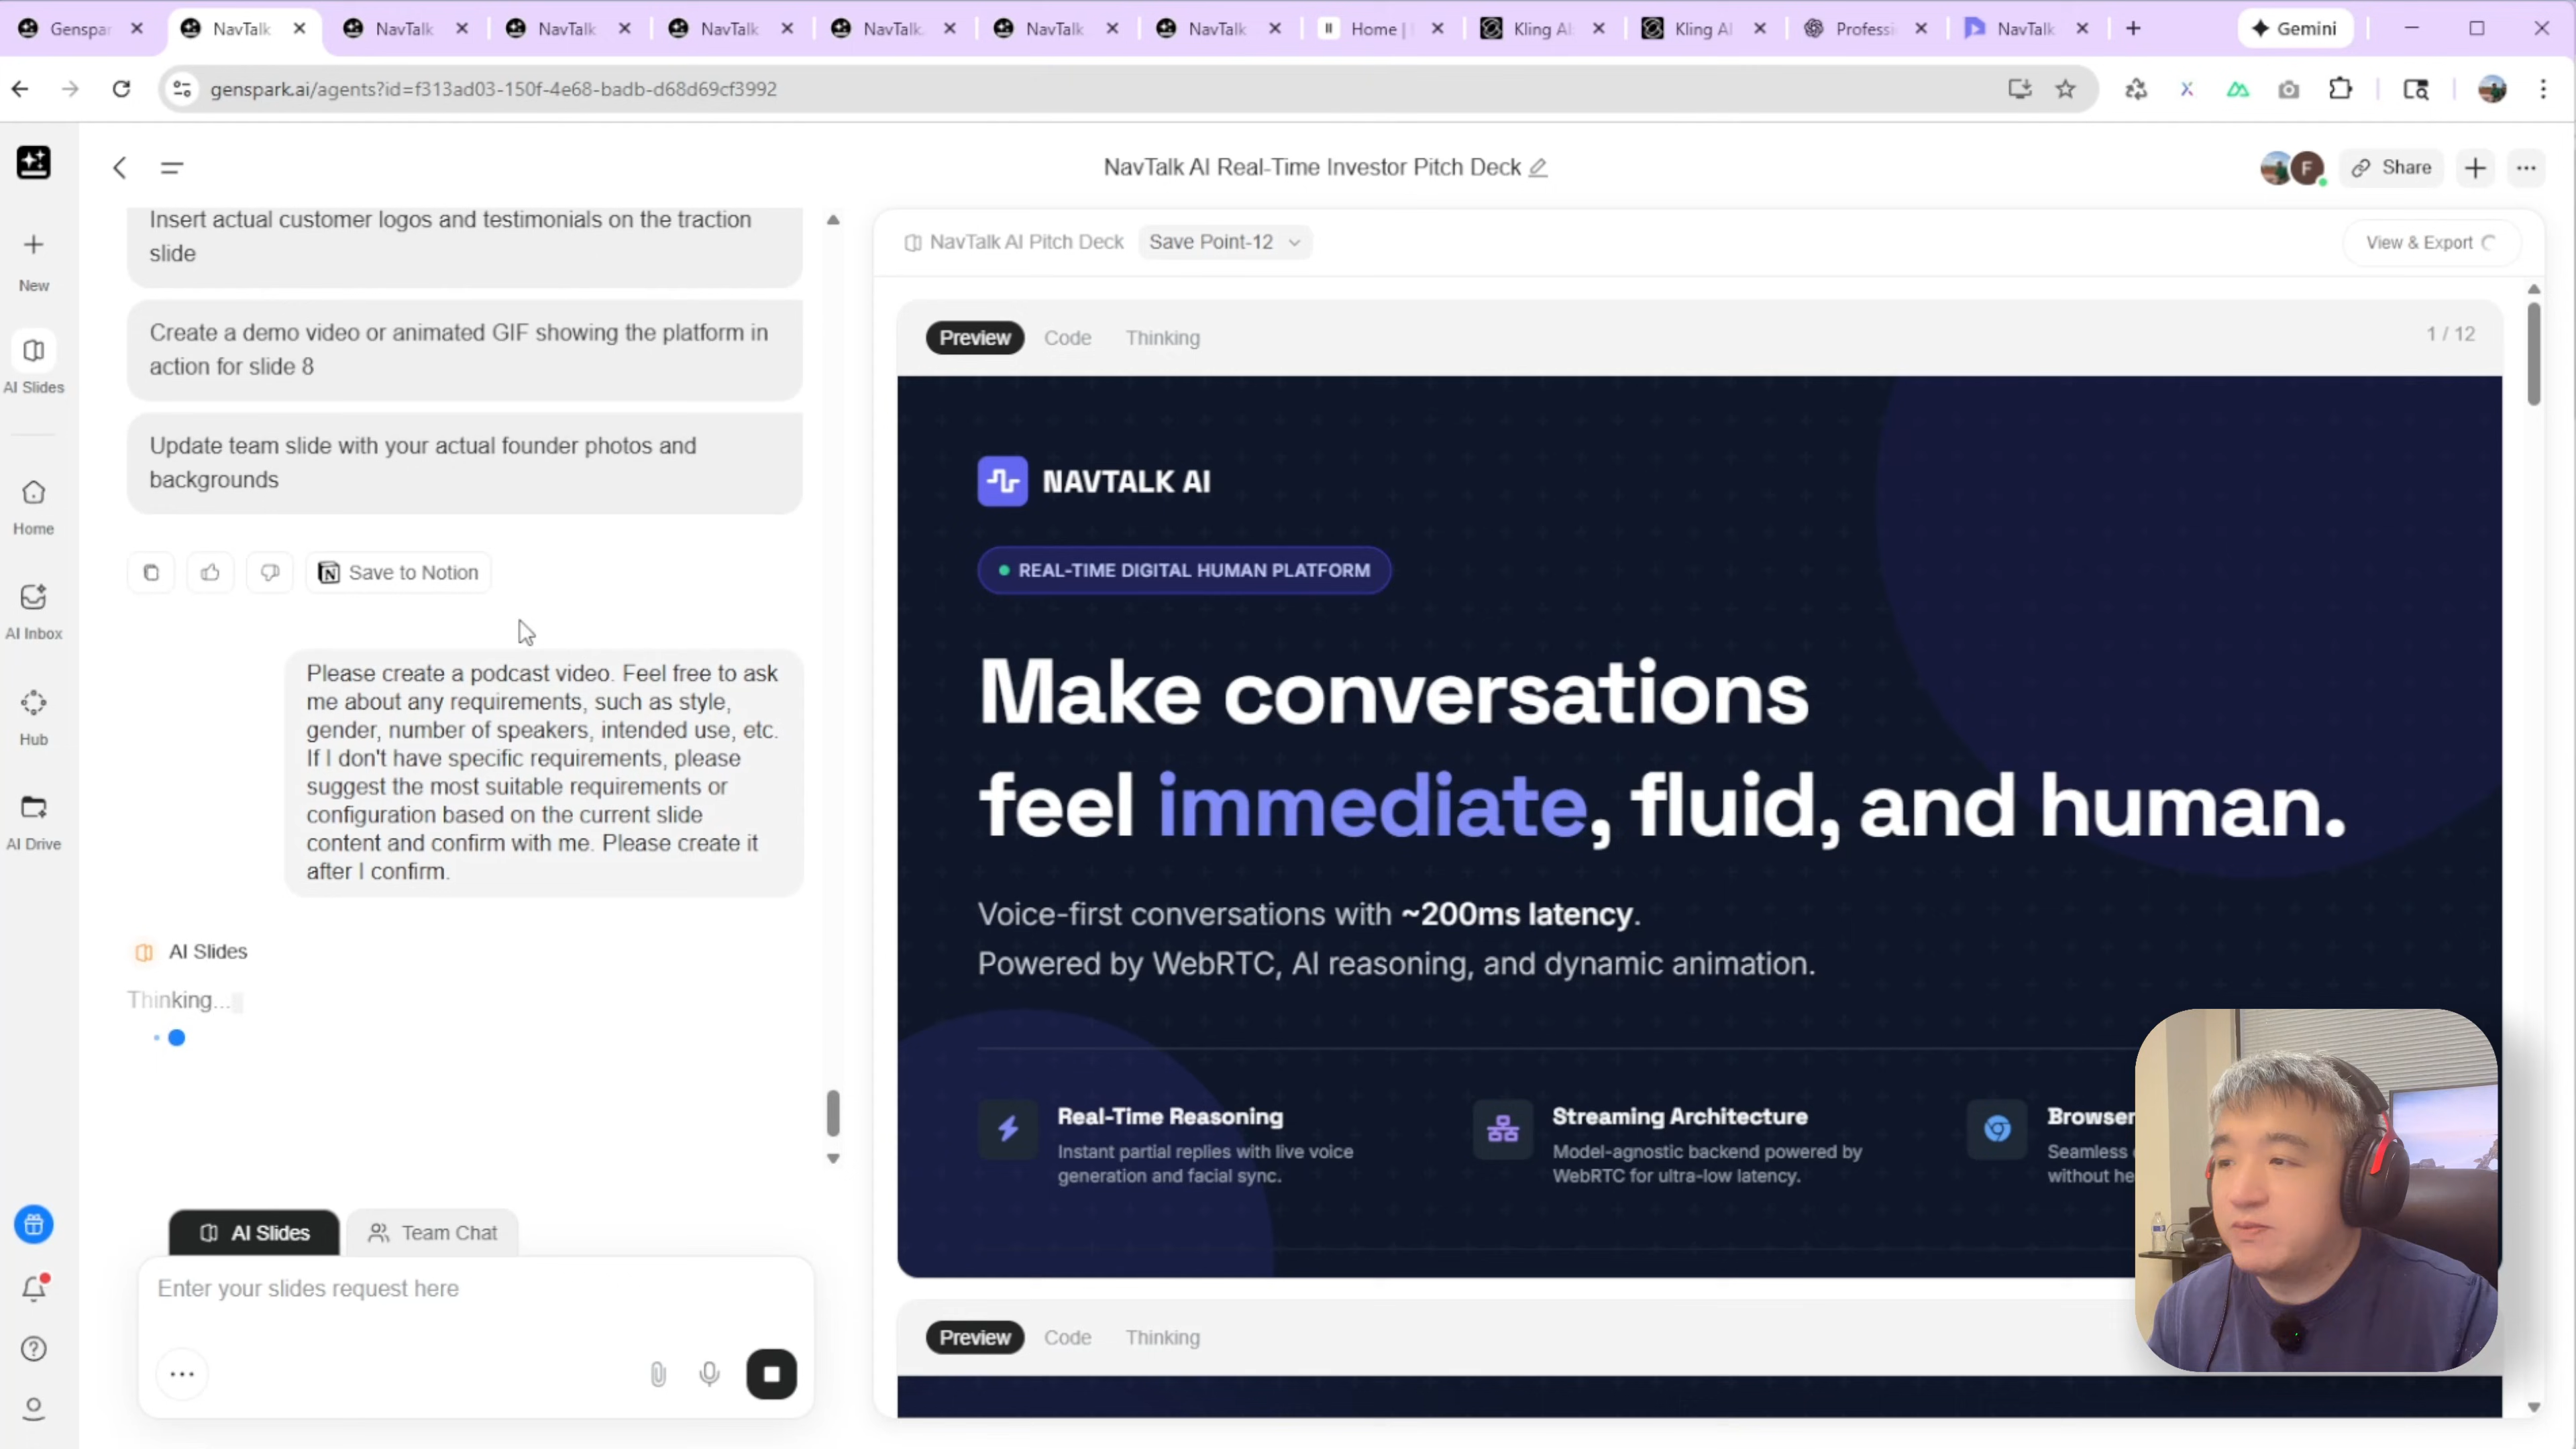 Genspar
NavTalk
NavTalk
NavTalk
NavTalk
NavTalk
NavTalk
NavTalk
Home |
Kling AI
Kling AI
Professi
NavTalk
Gemini
genspark.ai/agents?id=f313ad03-150f-4e68-badb-d68d69cf3992
NavTalk AI Real-Time Investor Pitch Deck
F
Share
New
AI Slides
Home
AI Inbox
Hub
AI Drive
Insert actual customer logos and testimonials on the traction
slide
Create a demo video or animated GIF showing the platform in
action for slide 8
Update team slide with your actual founder photos and
backgrounds
Save to Notion
Please create a podcast video. Feel free to ask
me about any requirements, such as style,
gender, number of speakers, intended use, etc.
If I don't have specific requirements, please
suggest the most suitable requirements or
configuration based on the current slide
content and confirm with me. Please create it
after I confirm.
AI Slides
Thinking...
AI Slides
Team Chat
Enter your slides request here
NavTalk AI Pitch Deck
Save Point-12
View & Export
Preview
Code
Thinking
1 / 12
NAVTALK AI
REAL-TIME DIGITAL HUMAN PLATFORM
Make conversations
feel immediate, fluid, and human.
Voice-first conversations with ~200ms latency.
Powered by WebRTC, AI reasoning, and dynamic animation.
Real-Time Reasoning
Instant partial replies with live voice
generation and facial sync.
Streaming Architecture
Model-agnostic backend powered by
WebRTC for ultra-low latency.
Browser
Seamless
without he
Preview
Code
Thinking